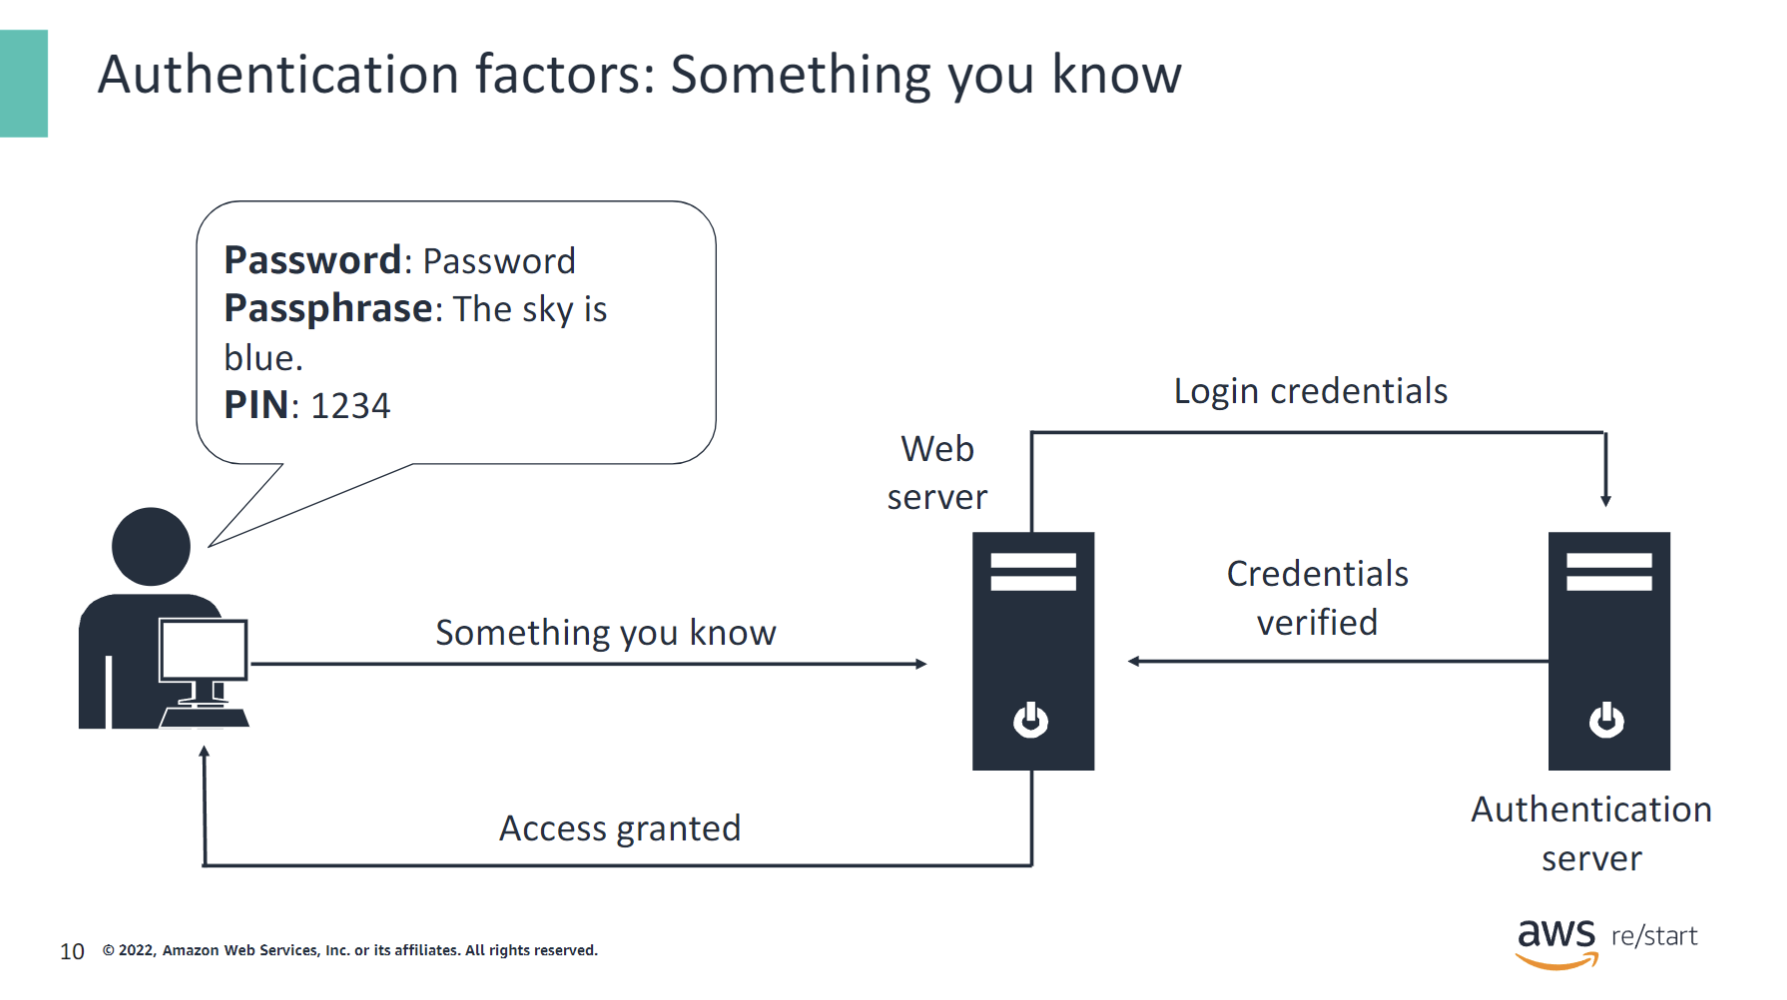 Authentication factors: Something you know
Password: Password
Passphrase: The sky is
blue.
PIN: 1234
Login credentials
Web
server
Credentials
verified
Something you know
Access granted
Authentication
server
10 © 2022, Amazon Web Services, Inc. or its affiliates. All rights reserved.
aws re/start